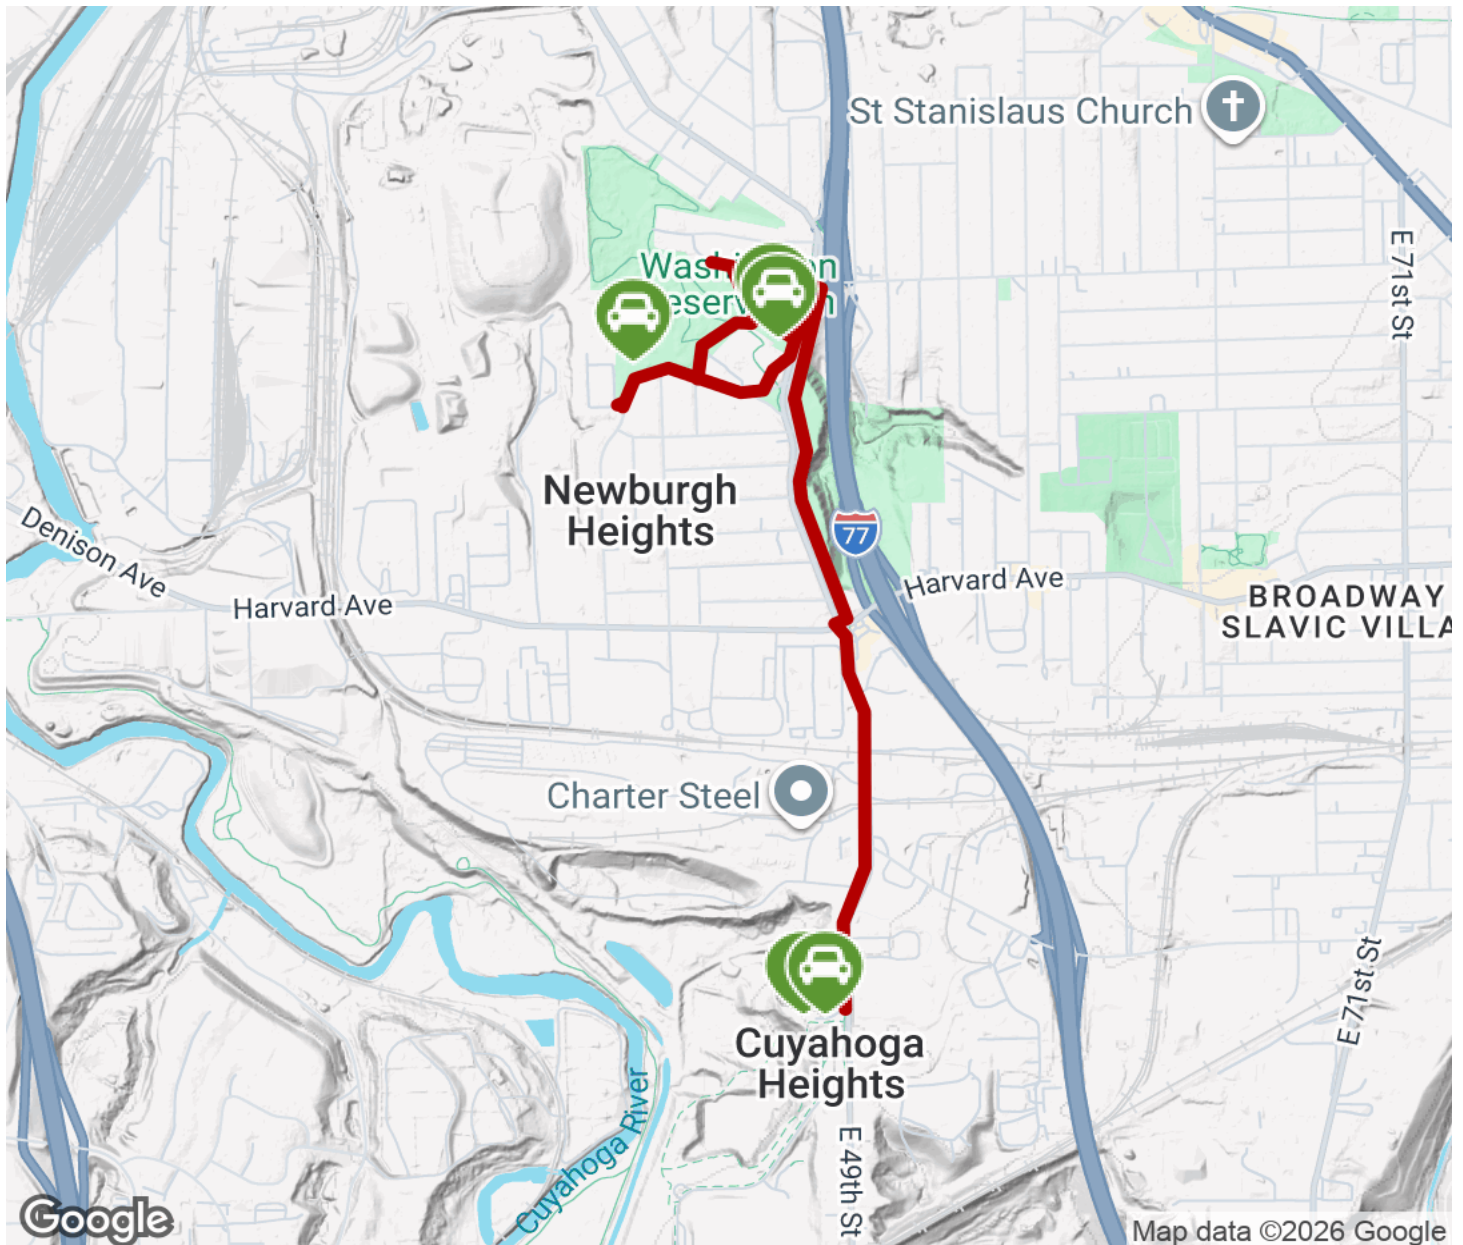 St Stanislaus Church
E 71st St
Newburgh
Heights
77
Denison Ave
Harvard Ave
Harvard Ave
BROADWAY
SLAVIC VILLA
Charter Steel
Cuyahoga
Heights
E 71st St
Cuyahoga River
E 49th St
Google
Map data ©2026 Google